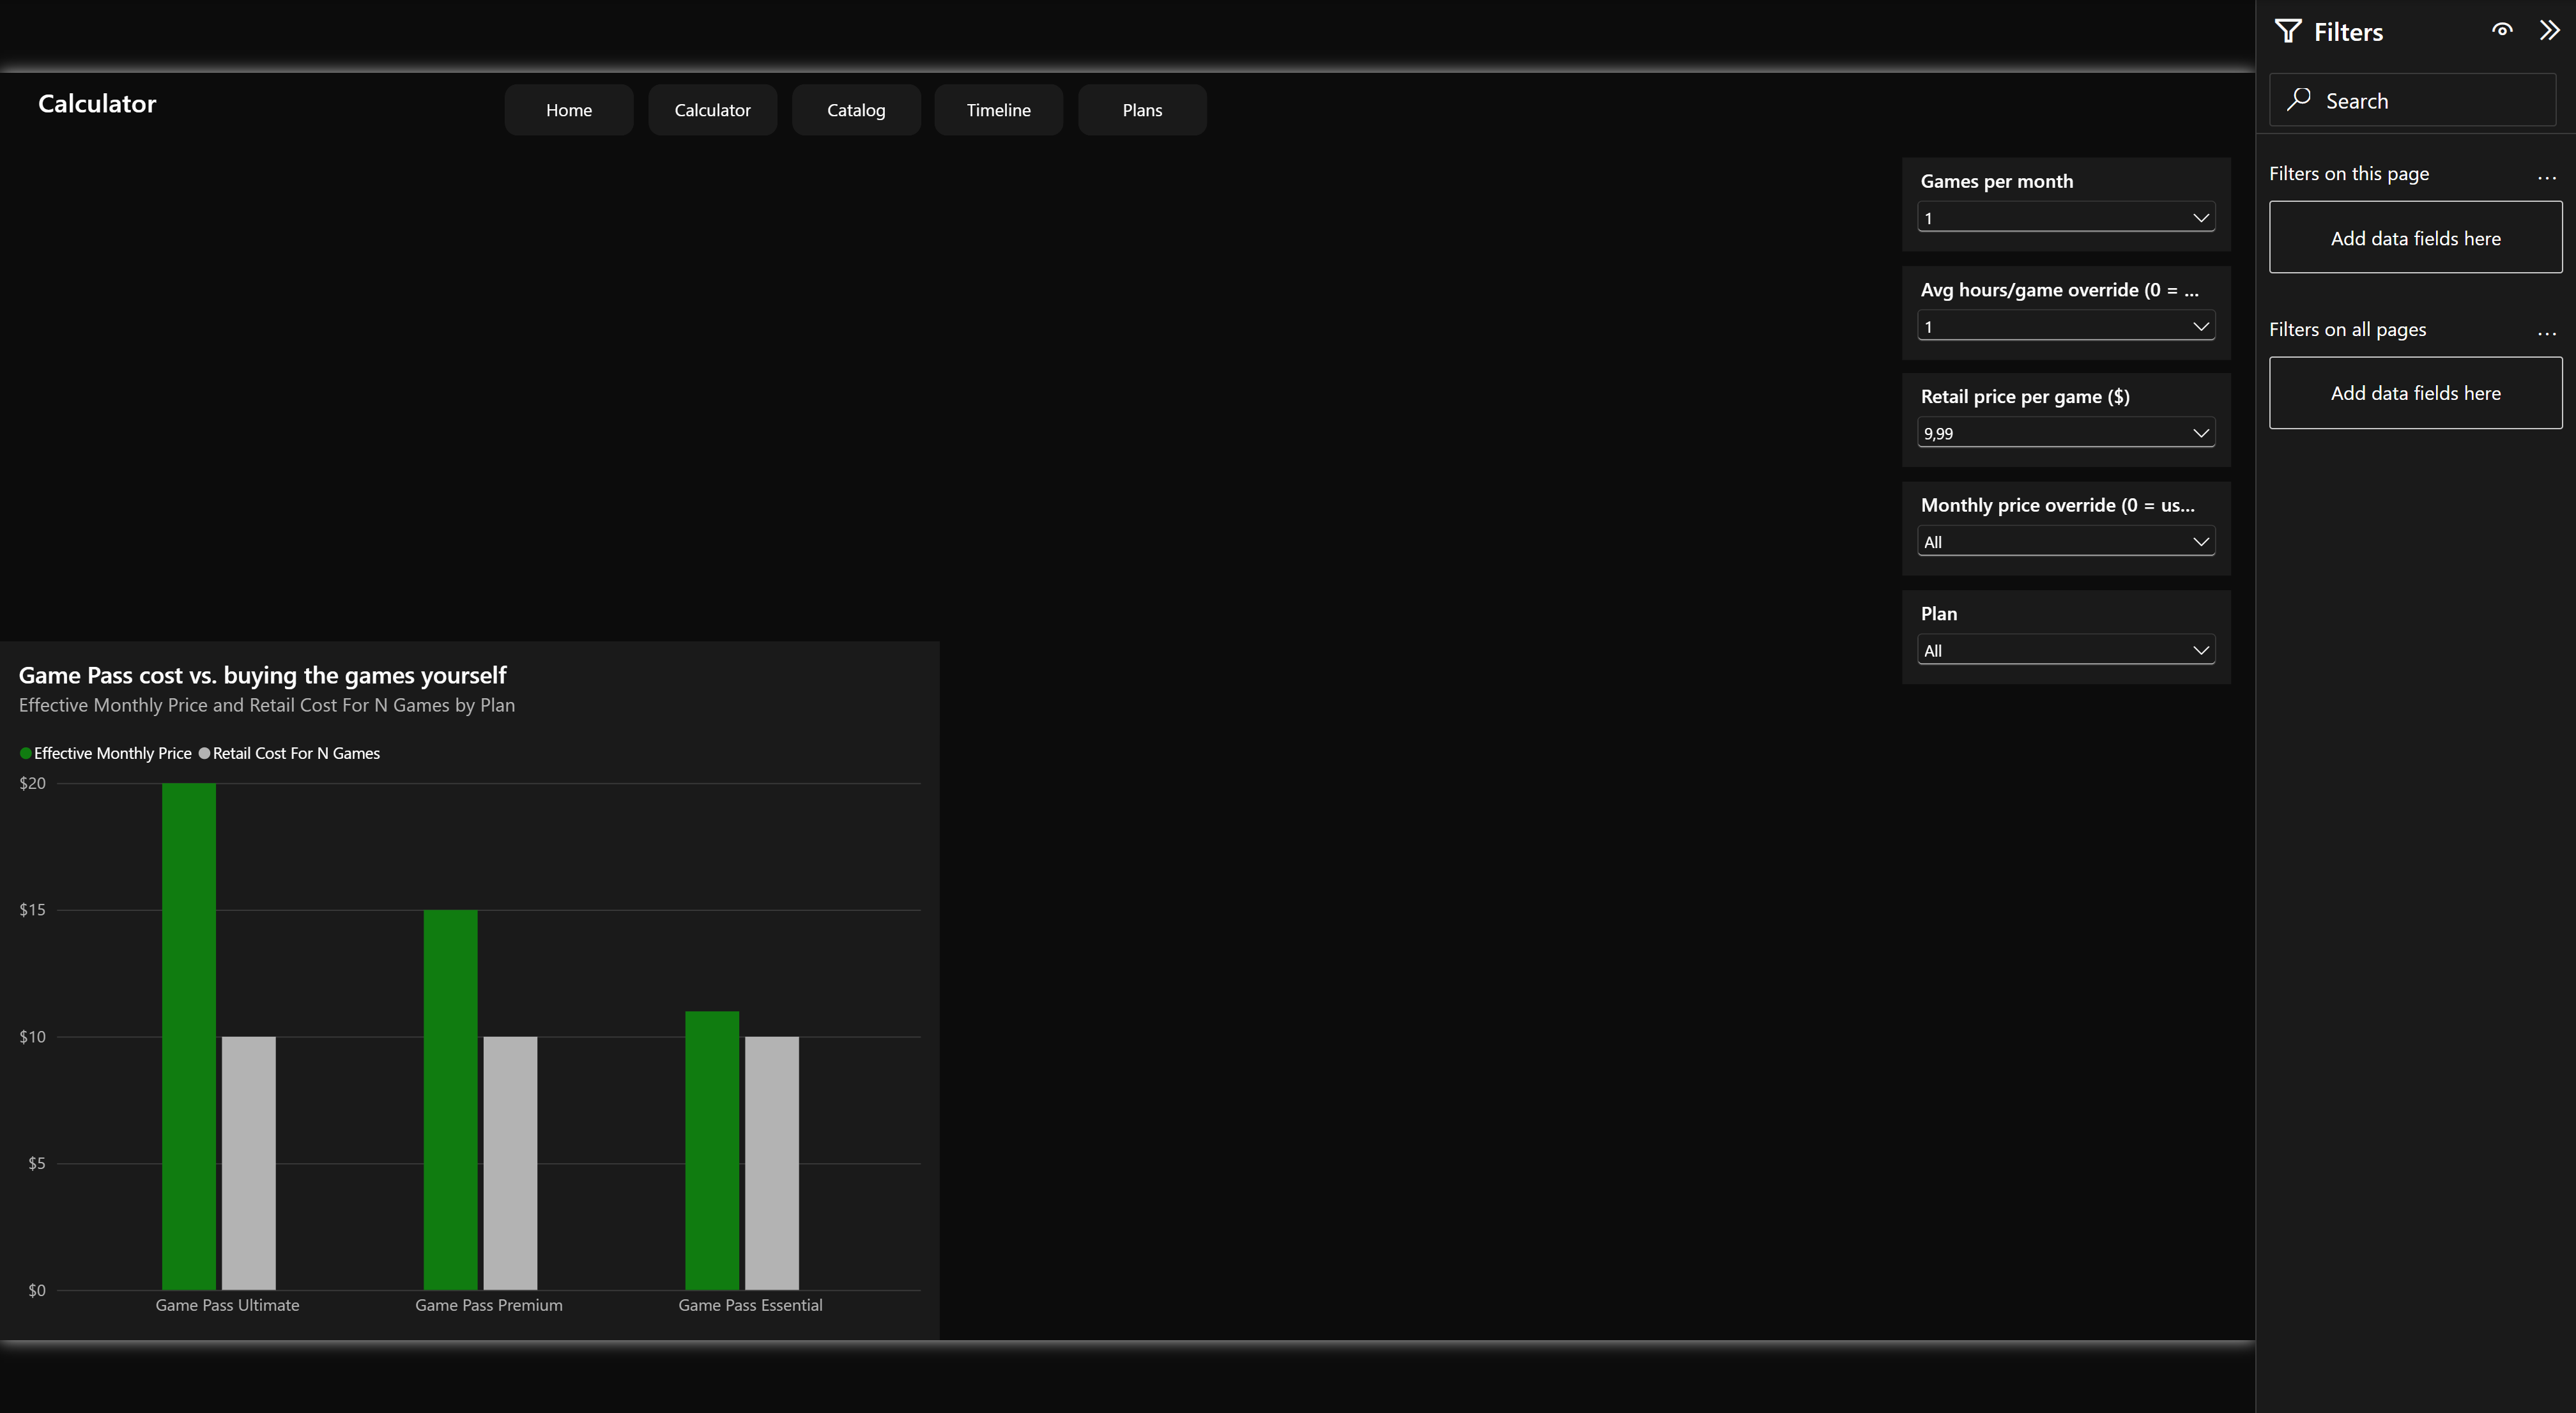 Calculator
Home
Calculator
Catalog
Timeline
Plans
Games per month
1
Avg hours/game override (0 = ...
1
Retail price per game ($)
9,99
Monthly price override (0 = us...
All
Plan
All
Game Pass cost vs. buying the games yourself
Effective Monthly Price and Retail Cost For N Games by Plan
Effective Monthly Price
Retail Cost For N Games
$20
$15
$10
$5
$0
Game Pass Ultimate
Game Pass Premium
Game Pass Essential
Filters
Search
Filters on this page
...
Add data fields here
Filters on all pages
...
Add data fields here